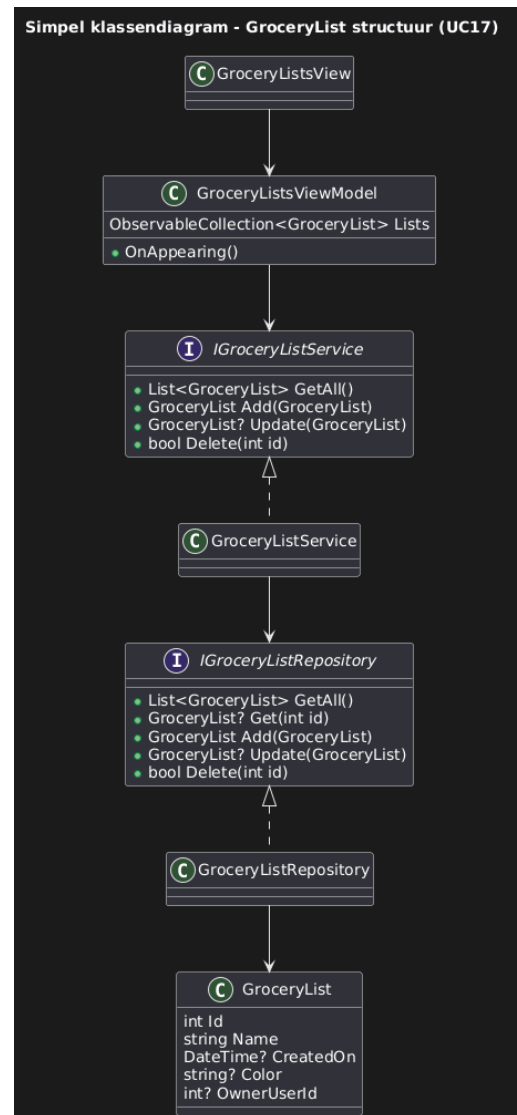 Simpel klassendiagram - GroceryList structuur (UC17)
C GroceryListsView
C GroceryListsViewModel
ObservableCollection<GroceryList> Lists
OnAppearing()
I IGroceryListService
List<GroceryList> GetAll()
GroceryList Add(GroceryList)
GroceryList? Update(GroceryList)
bool Delete(int id)
C GroceryListService
I IGroceryListRepository
List<GroceryList> GetAll()
GroceryList? Get(int id)
GroceryList Add(GroceryList)
GroceryList? Update(GroceryList)
bool Delete(int id)
C GroceryListRepository
C GroceryList
int Id
string Name
DateTime? CreatedOn
string? Color
int? OwnerUserId